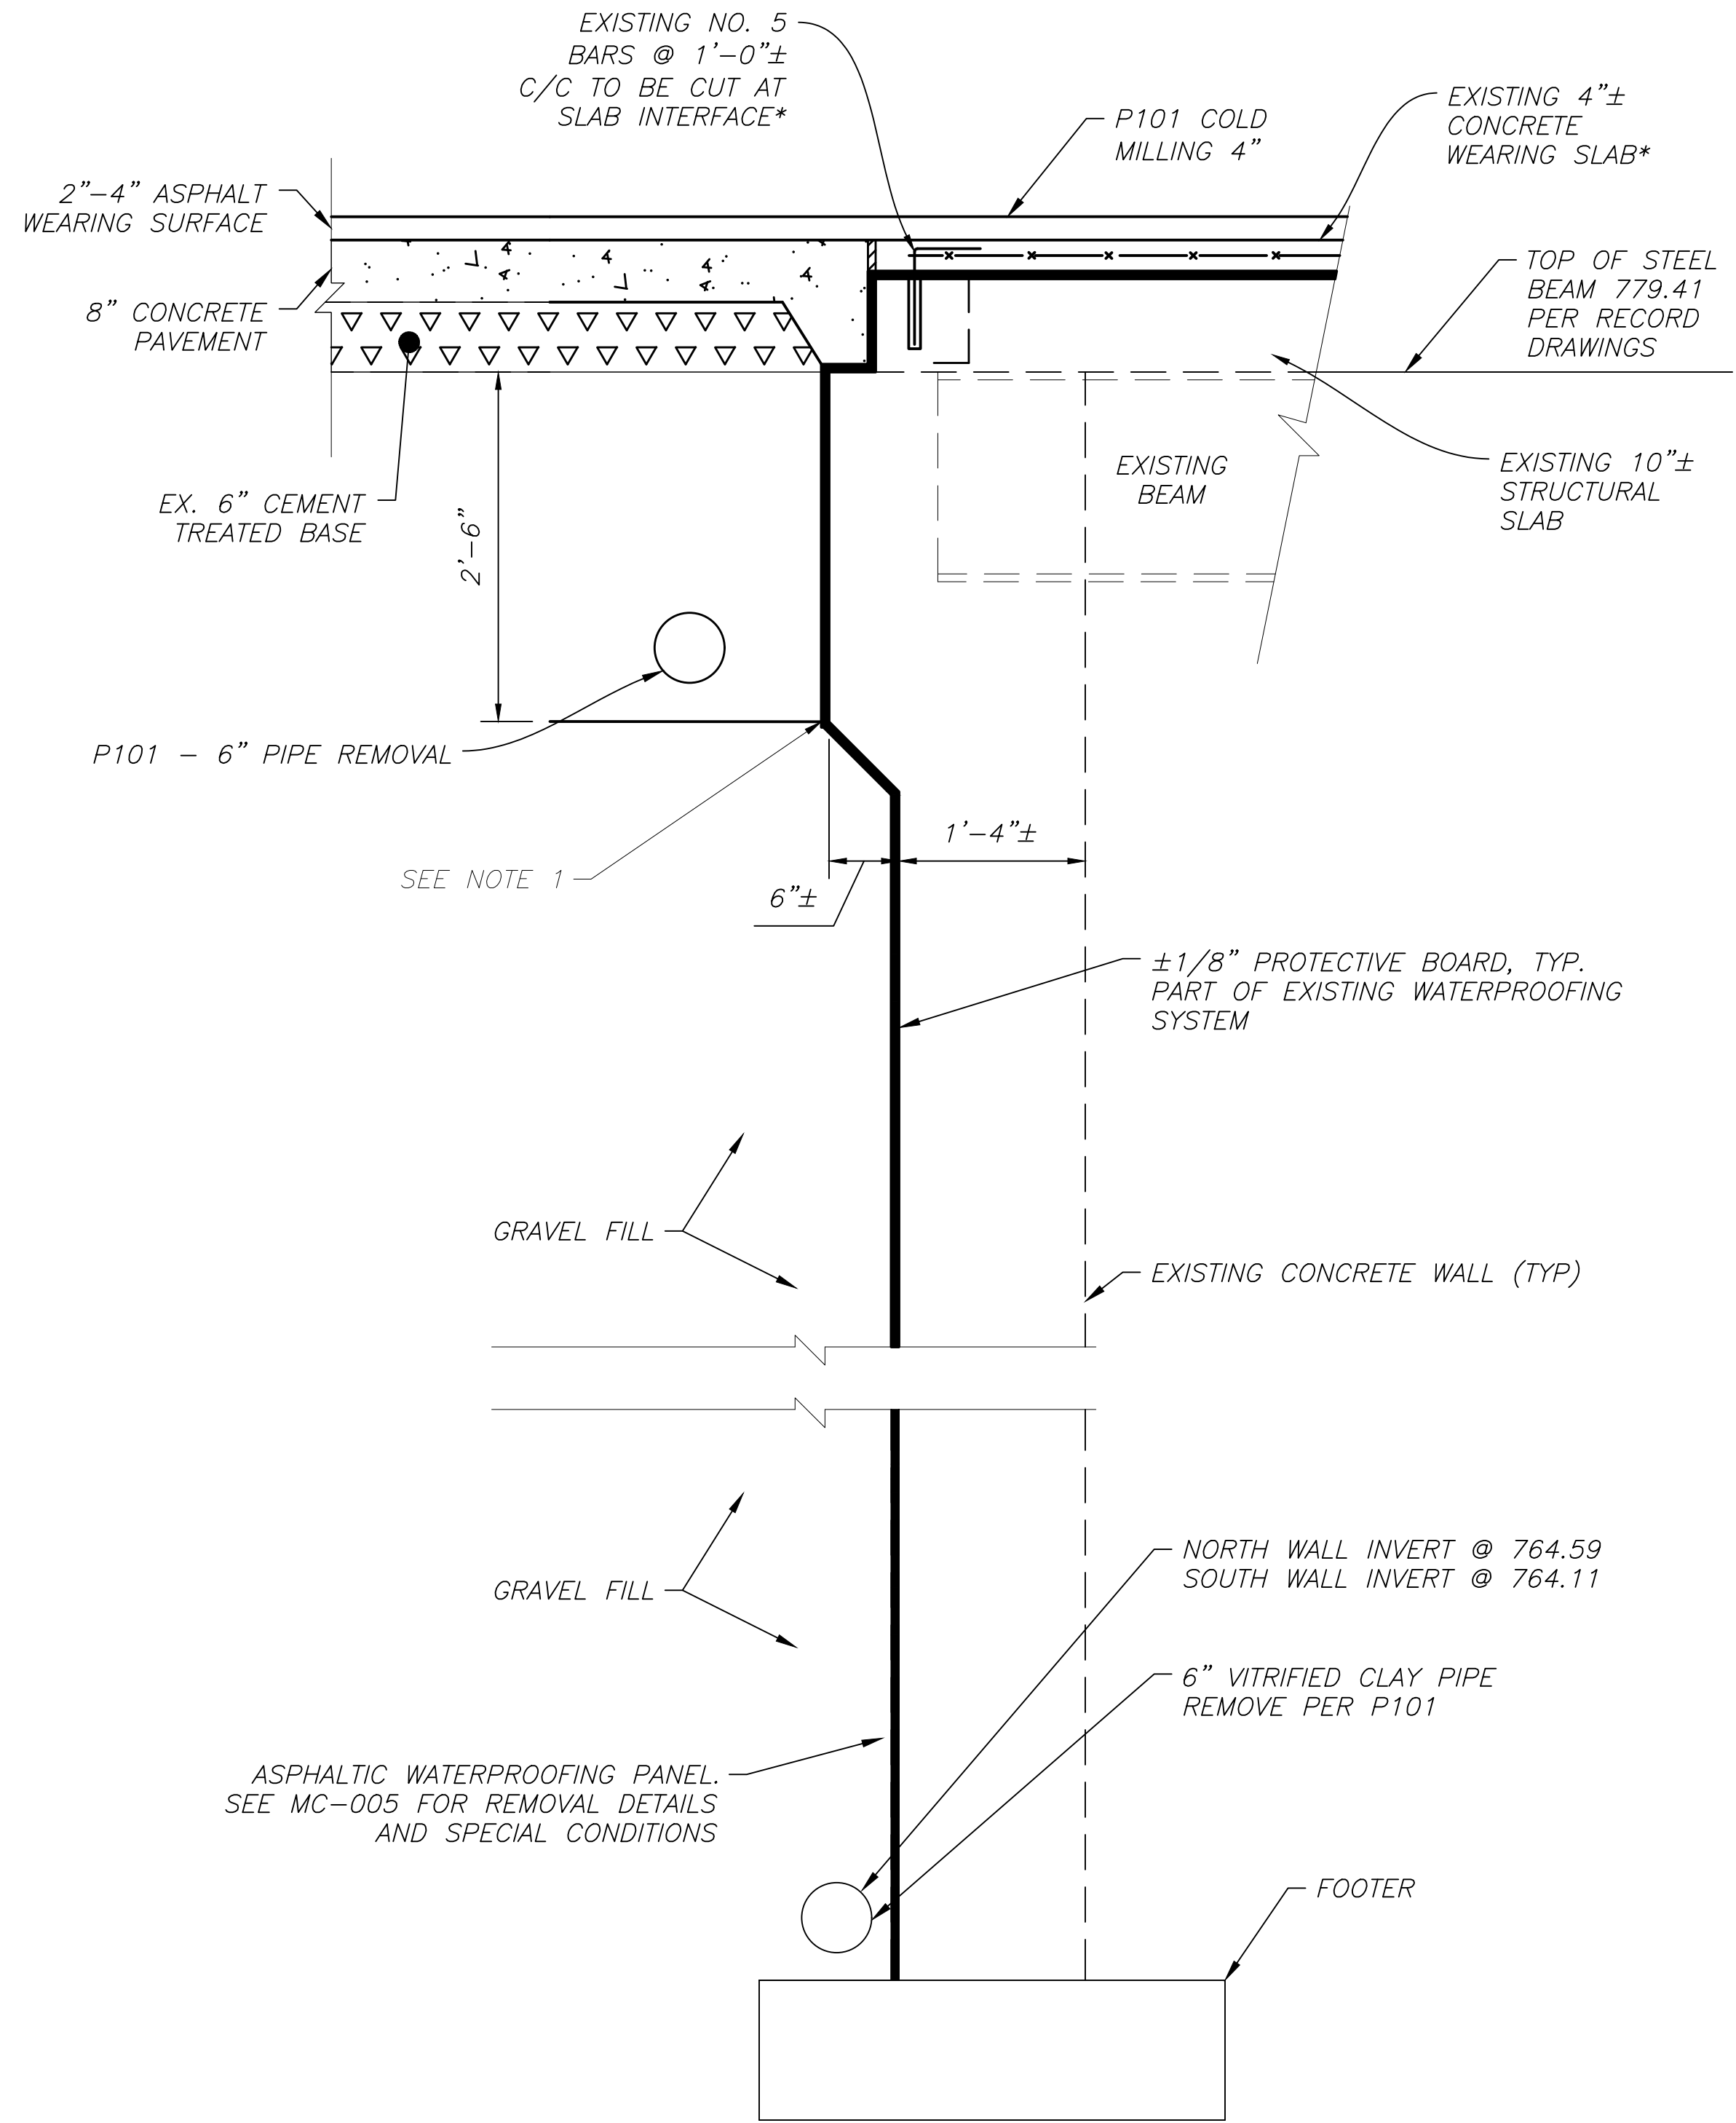 EXISTING NO. 5
BARS @ 1'-0"±
C/C TO BE CUT AT
SLAB INTERFACE*
P101 COLD
MILLING 4"
EXISTING 4"±
CONCRETE
WEARING SLAB*
2"-4" ASPHALT
WEARING SURFACE
8" CONCRETE
PAVEMENT
TOP OF STEEL
BEAM 779.41
PER RECORD
DRAWINGS
EXISTING
BEAM
EXISTING 10"±
STRUCTURAL
SLAB
EX. 6" CEMENT
TREATED BASE
2'-6"
P101 - 6" PIPE REMOVAL
SEE NOTE 1
1'-4"±
6"±
±1/8" PROTECTIVE BOARD, TYP.
PART OF EXISTING WATERPROOFING
SYSTEM
GRAVEL FILL
EXISTING CONCRETE WALL (TYP)
GRAVEL FILL
NORTH WALL INVERT @ 764.59
SOUTH WALL INVERT @ 764.11
6" VITRIFIED CLAY PIPE
REMOVE PER P101
ASPHALTIC WATERPROOFING PANEL.
SEE MC-005 FOR REMOVAL DETAILS
AND SPECIAL CONDITIONS
FOOTER